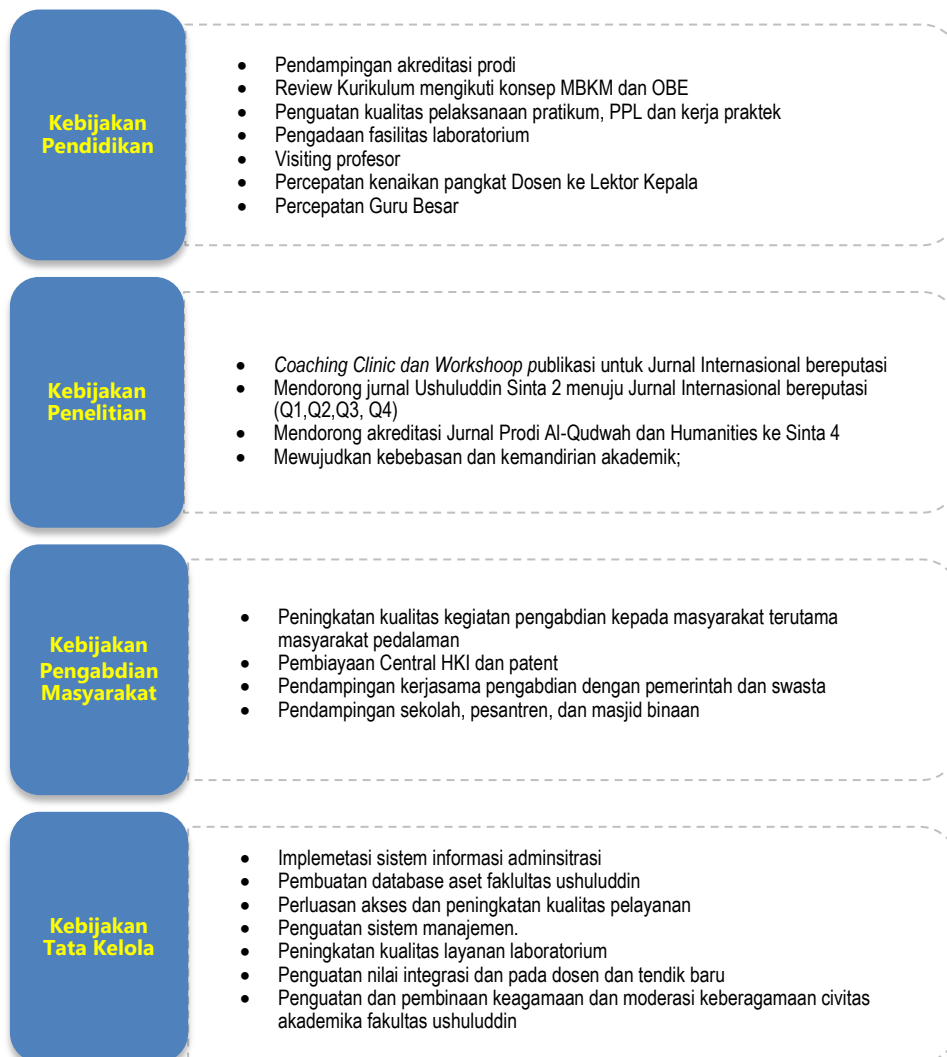 Kebijakan
Pendidikan
• Pendampingan akreditasi prodi
• Review Kurikulum mengikuti konsep MBKM dan OBE
• Penguatan kualitas pelaksanaan pratikum, PPL dan kerja praktek
• Pengadaan fasilitas laboratorium
• Visiting profesor
• Percepatan kenaikan pangkat Dosen ke Lektor Kepala
• Percepatan Guru Besar
Kebijakan
Penelitian
• Coaching Clinic dan Workshoop publikasi untuk Jurnal Internasional bereputasi
• Mendorong jurnal Ushuluddin Sinta 2 menuju Jurnal Internasional bereputasi
(Q1,Q2,Q3, Q4)
• Mendorong akreditasi Jurnal Prodi Al-Qudwah dan Humanities ke Sinta 4
• Mewujudkan kebebasan dan kemandirian akademik;
Kebijakan
Pengabdian
Masyarakat
• Peningkatan kualitas kegiatan pengabdian kepada masyarakat terutama
masyarakat pedalaman
• Pembiayaan Central HKI dan patent
• Pendampingan kerjasama pengabdian dengan pemerintah dan swasta
• Pendampingan sekolah, pesantren, dan masjid binaan
Kebijakan
Tata Kelola
• Implemetasi sistem informasi adminsitrasi
• Pembuatan database aset faklultas ushuluddin
• Perluasan akses dan peningkatan kualitas pelayanan
• Penguatan sistem manajemen.
• Peningkatan kualitas layanan laboratorium
• Penguatan nilai integrasi dan pada dosen dan tendik baru
• Penguatan dan pembinaan keagamaan dan moderasi keberagamaan civitas
akademika fakultas ushuluddin